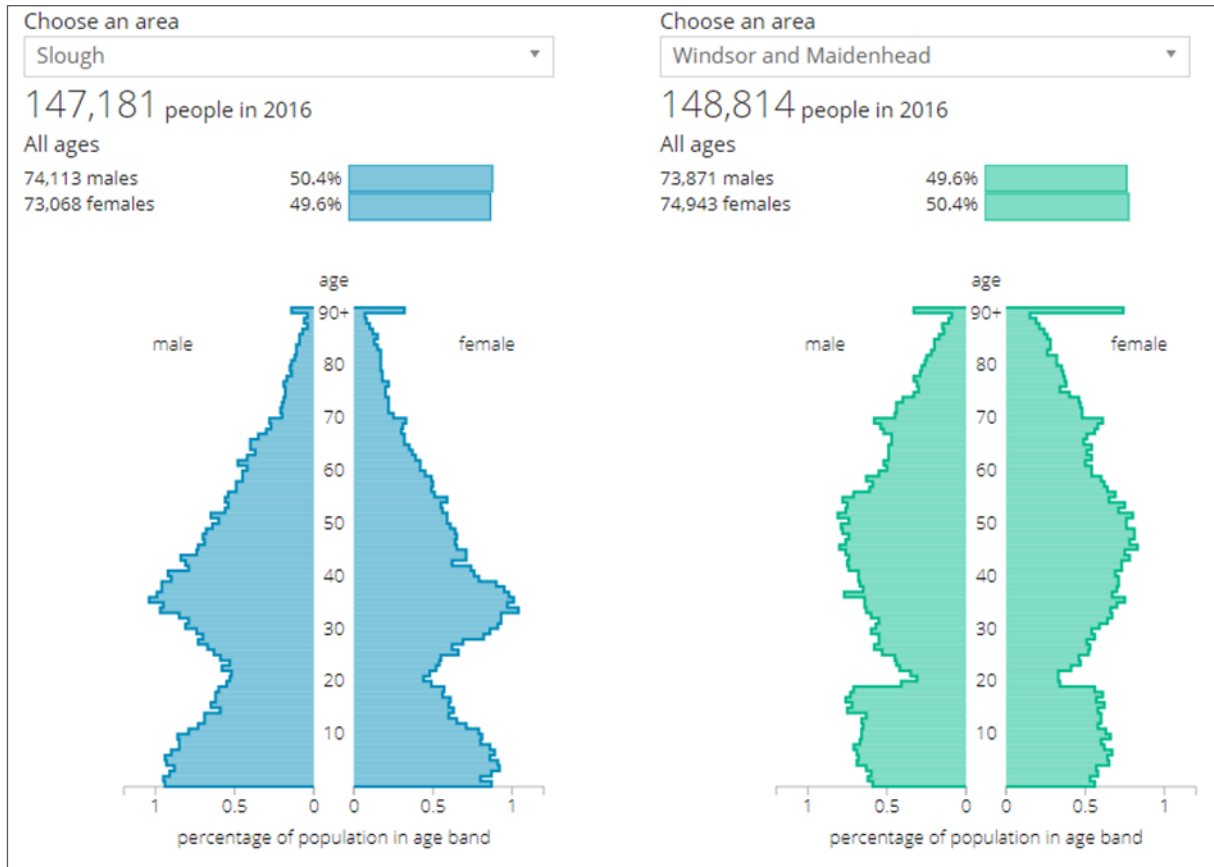 Choose an area
Slough
147,181 people in 2016
All ages
74,113 males 50.4%
73,068 females 49.6%
age
90+
male female
80
70
60
50
40
30
20
10
1 0.5 0 0 0.5 1
percentage of population in age band
Choose an area
Windsor and Maidenhead
148,814 people in 2016
All ages
73,871 males 49.6%
74,943 females 50.4%
age
90+
male female
80
70
60
50
40
30
20
10
1 0.5 0 0 0.5 1
percentage of population in age band